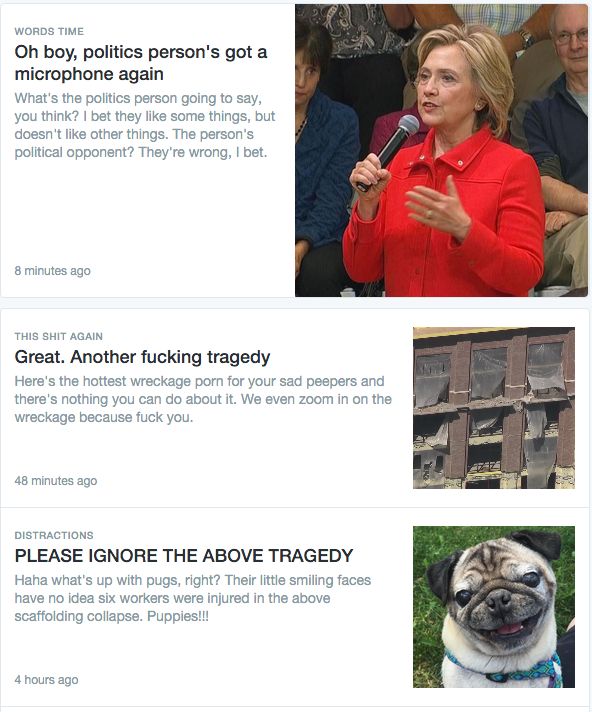 WORDS TIME
Oh boy, politics person's got a
microphone again
What's the politics person going to say,
you think? I bet they like some things, but
doesn't like other things. The person's
political opponent? They're wrong, I bet.
8 minutes ago
THIS SHIT AGAIN
Great. Another fucking tragedy
Here's the hottest wreckage porn for your sad peepers and
there's nothing you can do about it. We even zoom in on the
wreckage because fuck you.
48 minutes ago
DISTRACTIONS
PLEASE IGNORE THE ABOVE TRAGEDY
Haha what's up with pugs, right? Their little smiling faces
have no idea six workers were injured in the above
scaffolding collapse. Puppies!!!
4 hours ago